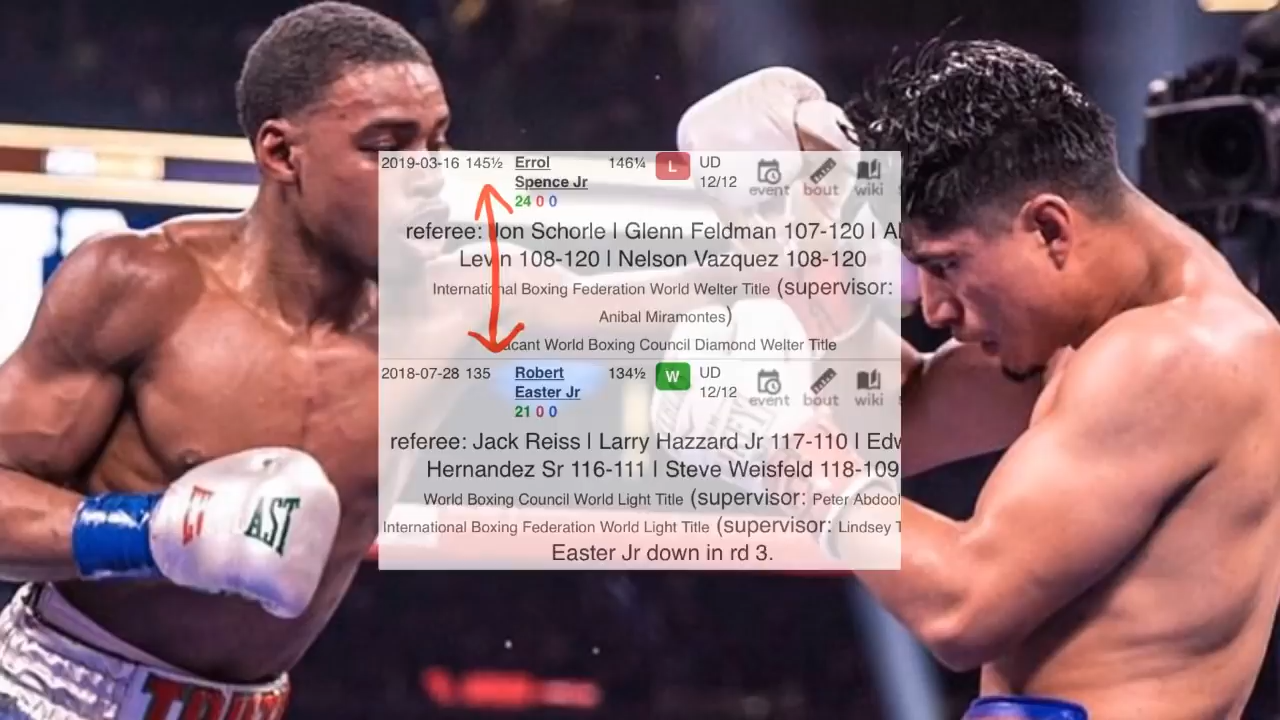 2019-03-16 145½ Errol 146¼ L UD
Spence Jr 12/12
event bout wiki
24 0 0
referee: Jon Schorle | Glenn Feldman 107-120 |
Levin 108-120 | Nelson Vazquez 108-120
International Boxing Federation World Welter Title (supervisor:
Anibal Miramontes)
World Boxing Council Diamond Welter Title
2018-07-28 135 Robert 134½ W UD
Easter Jr 12/12
event bout wiki
21 0 0
referee: Jack Reiss | Larry Hazzard Jr 117-110 |
Hernandez Sr 116-111 | Steve Weisfeld 118-109
World Boxing Council World Light Title (supervisor: Peter
International Boxing Federation World Light Title (supervisor: Lindsey
Easter Jr down in rd 3.